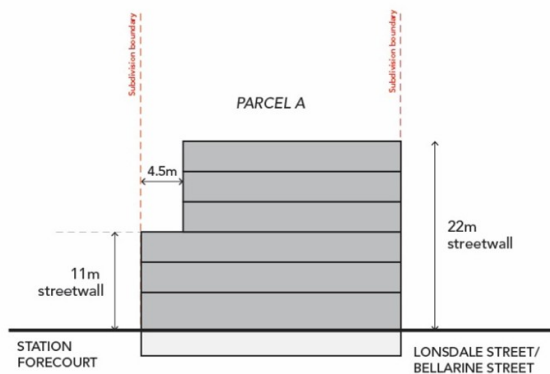 Subdivision boundary
Subdivision boundary
PARCEL A
4.5m
11m
streetwall
22m
streetwall
STATION
FORECOURT
LONSDALE STREET/
BELLARINE STREET